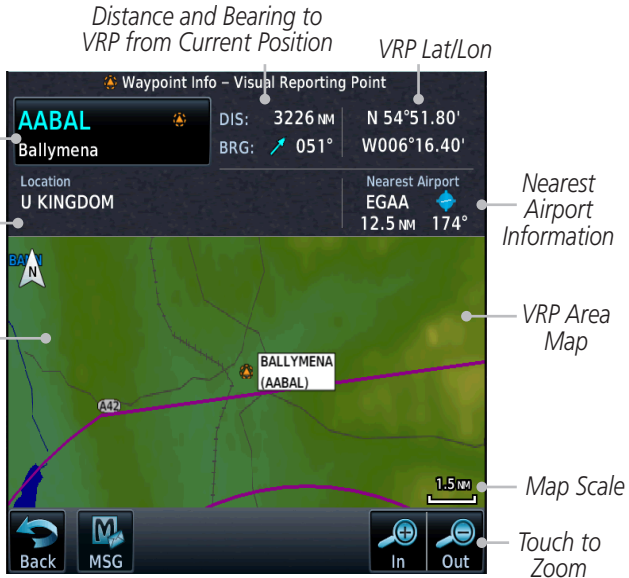 Distance and Bearing to
VRP from Current Position
VRP Lat/Lon
Waypoint Info – Visual Reporting Point
AABAL
Ballymena
DIS: 3226 NM
BRG: 051°
N 54°51.80'
W006°16.40'
Location
U KINGDOM
Nearest Airport
EGAA
12.5 NM 174°
Nearest
Airport
Information
N
VRP Area
Map
BALLYMENA
(AABAL)
A42
1.5 NM
Map Scale
Back
MSG
In
Out
Touch to
Zoom